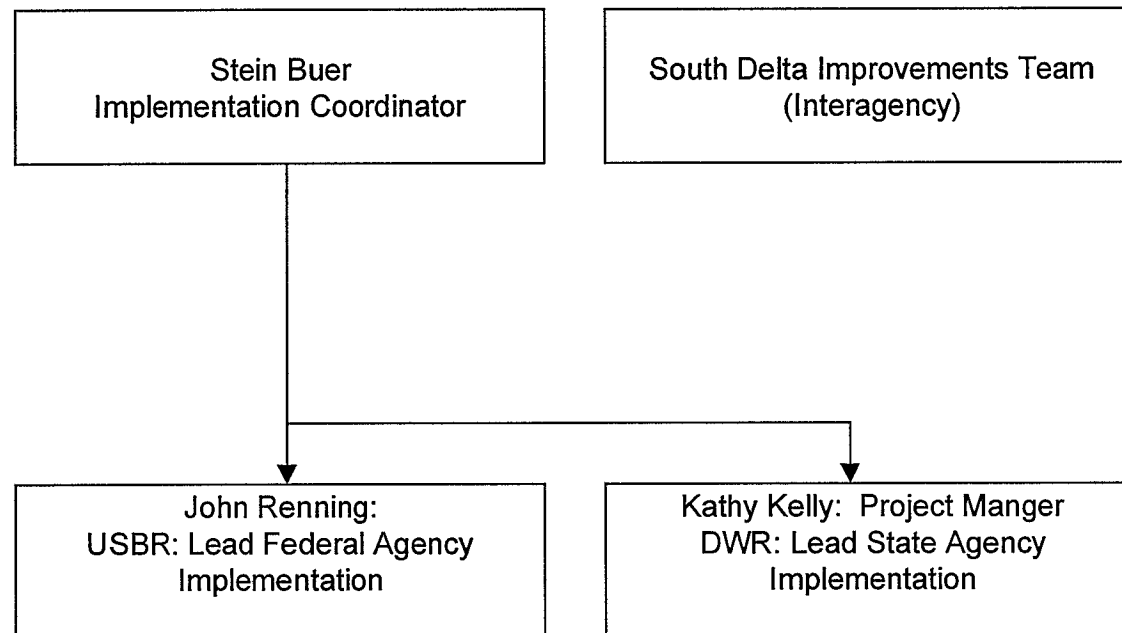 Stein Buer
Implementation Coordinator
South Delta Improvements Team
(Interagency)
John Renning:
USBR: Lead Federal Agency
Implementation
Kathy Kelly: Project Manger
DWR: Lead State Agency
Implementation